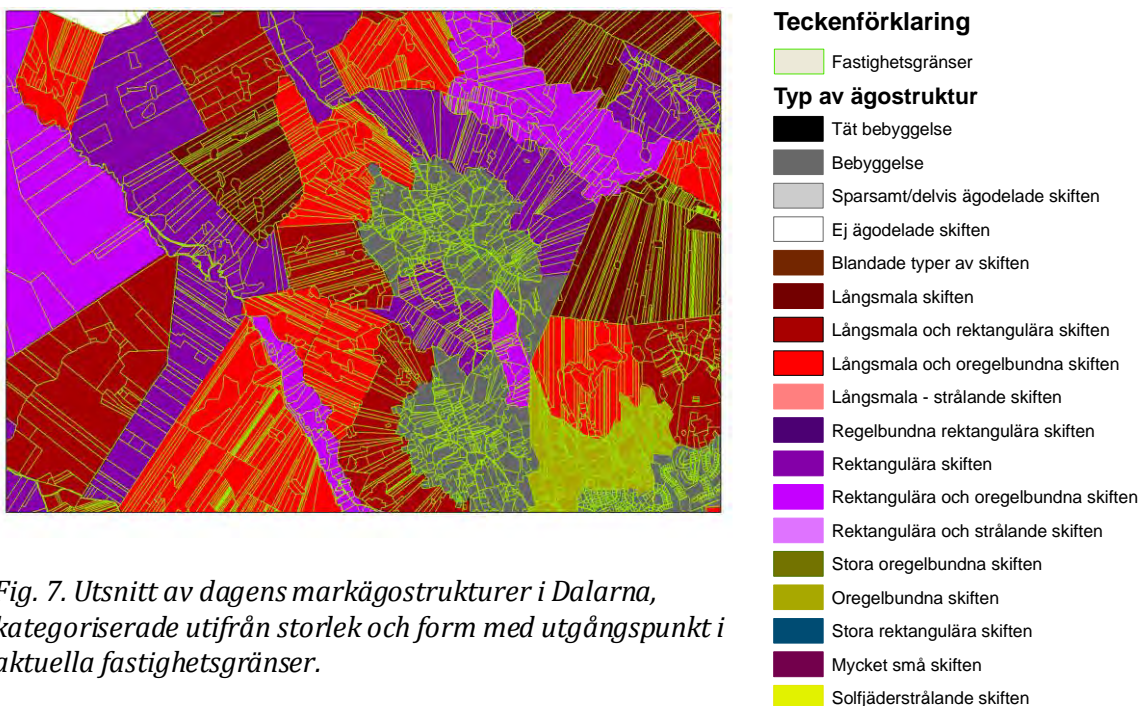 Teckenförklaring
Fastighetsgränser
Typ av ägostruktur
Tät bebyggelse
Bebyggelse
Sparsamt/delvis ägodelade skiften
Ej ägodelade skiften
Blandade typer av skiften
Långsmala skiften
Långsmala och rektangulära skiften
Långsmala och oregelbundna skiften
Långsmala - strålande skiften
Regelbundna rektangulära skiften
Rektangulära skiften
Rektangulära och oregelbundna skiften
Rektangulära och strålande skiften
Stora oregelbundna skiften
Oregelbundna skiften
Stora rektangulära skiften
Mycket små skiften
Solfjäderstrålande skiften
Fig. 7. Utsnitt av dagens markägostrukturer i Dalarna,
kategoriserade utifrån storlek och form med utgångspunkt i
aktuella fastighetsgränser.